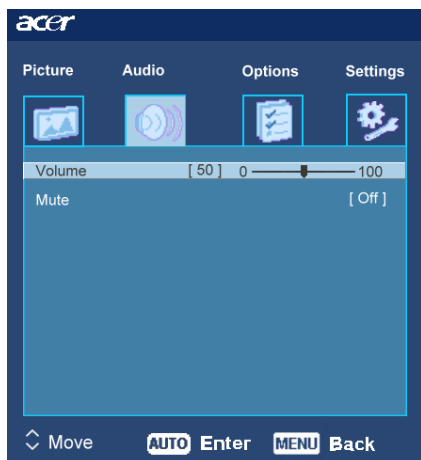 acer
Picture Audio Options Settings
Volume [ 50 ] 0 100
Mute [ Off ]
Move AUTO Enter MENU Back